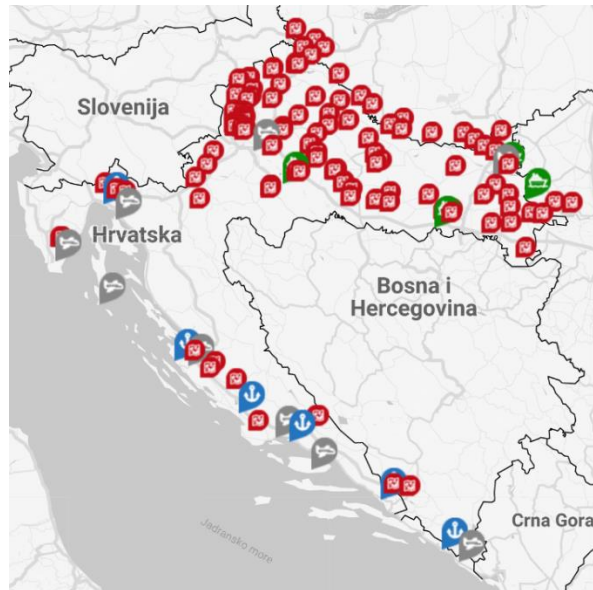 Slovenija
Hrvatska
Bosna i
Hercegovina
Crna Gora
Jadransko more